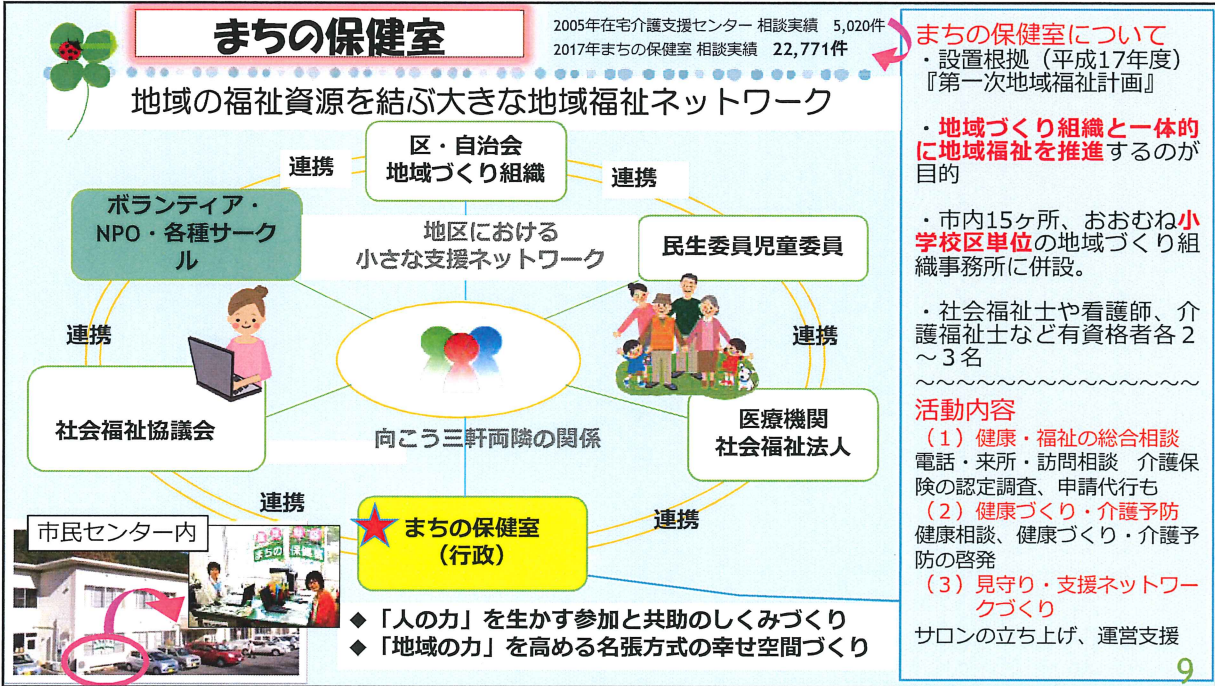 まちの保健室
2005年在宅介護支援センター 相談実績 5,020件
2017年まちの保健室 相談実績 22,771件
地域の福祉資源を結ぶ大きな地域福祉ネットワーク
区・自治会
地域づくり組織
連携
連携
ボランティア・
NPO・各種サーク
ル
地区における
小さな支援ネットワーク
民生委員児童委員
連携
連携
社会福祉協議会
向こう三軒両隣の関係
医療機関
社会福祉法人
連携
連携
まちの保健室
（行政）
市民センター内
まちの保健室
◆「人の力」を生かす参加と共助のしくみづくり
◆「地域の力」を高める名張方式の幸せ空間づくり
まちの保健室について
・設置根拠（平成17年度）
『第一次地域福祉計画』
・地域づくり組織と一体的
に地域福祉を推進するのが
目的
・市内15ヶ所、おおむね小
学校区単位の地域づくり組
織事務所に併設。
・社会福祉士や看護師、介
護福祉士など有資格者各２
～３名
～～～～～～～～～～～～～～
活動内容
（１）健康・福祉の総合相談
電話・来所・訪問相談　介護保
険の認定調査、申請代行も
（２）健康づくり・介護予防
健康相談、健康づくり・介護予
防の啓発
（３）見守り・支援ネットワー
クづくり
サロンの立ち上げ、運営支援
9